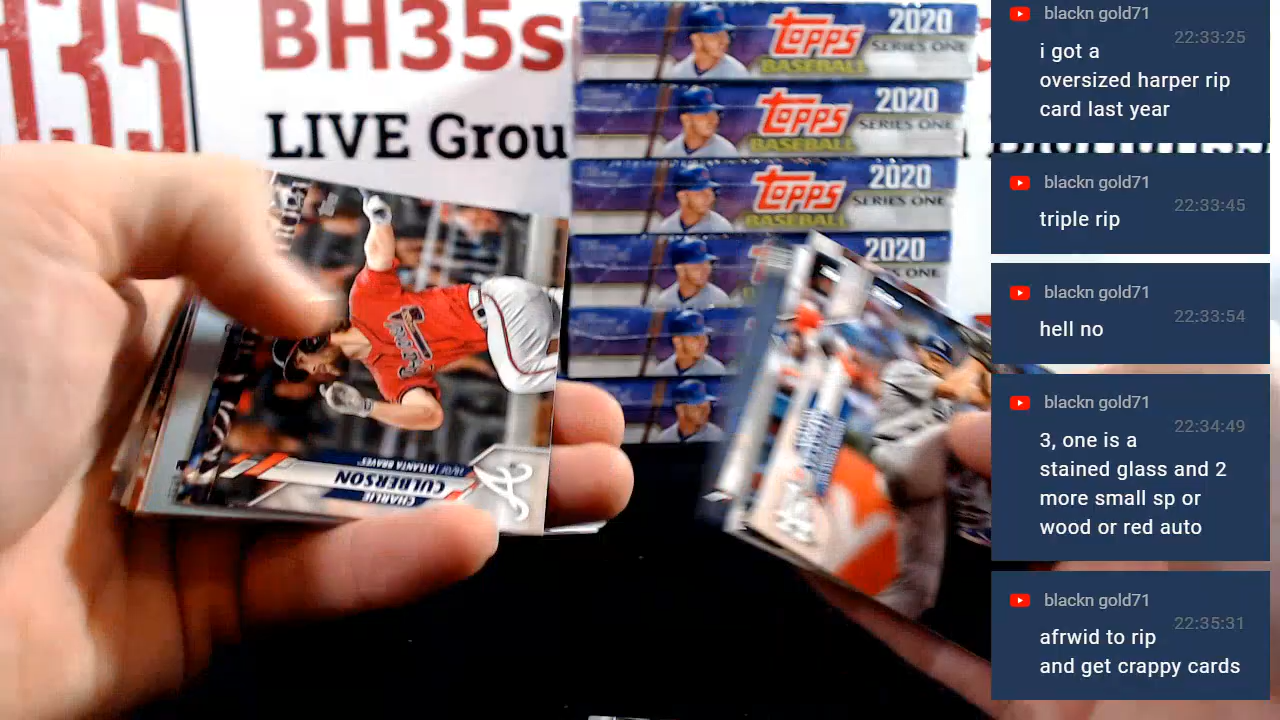 H35
BH35s
LIVE Grou
Topps
BASEBALL
2020
SERIES ONE
Topps
BASEBALL
2020
SERIES ONE
Topps
BASEBALL
2020
SERIES ONE
2020
CHARLIE
CULBERSON
1B/OF | ATLANTA BRAVES
A
blackn gold71
22:33:25
i got a
oversized harper rip
card last year
blackn gold71
22:33:45
triple rip
blackn gold71
22:33:54
hell no
blackn gold71
22:34:49
3, one is a
stained glass and 2
more small sp or
wood or red auto
blackn gold71
22:35:31
afrwid to rip
and get crappy cards